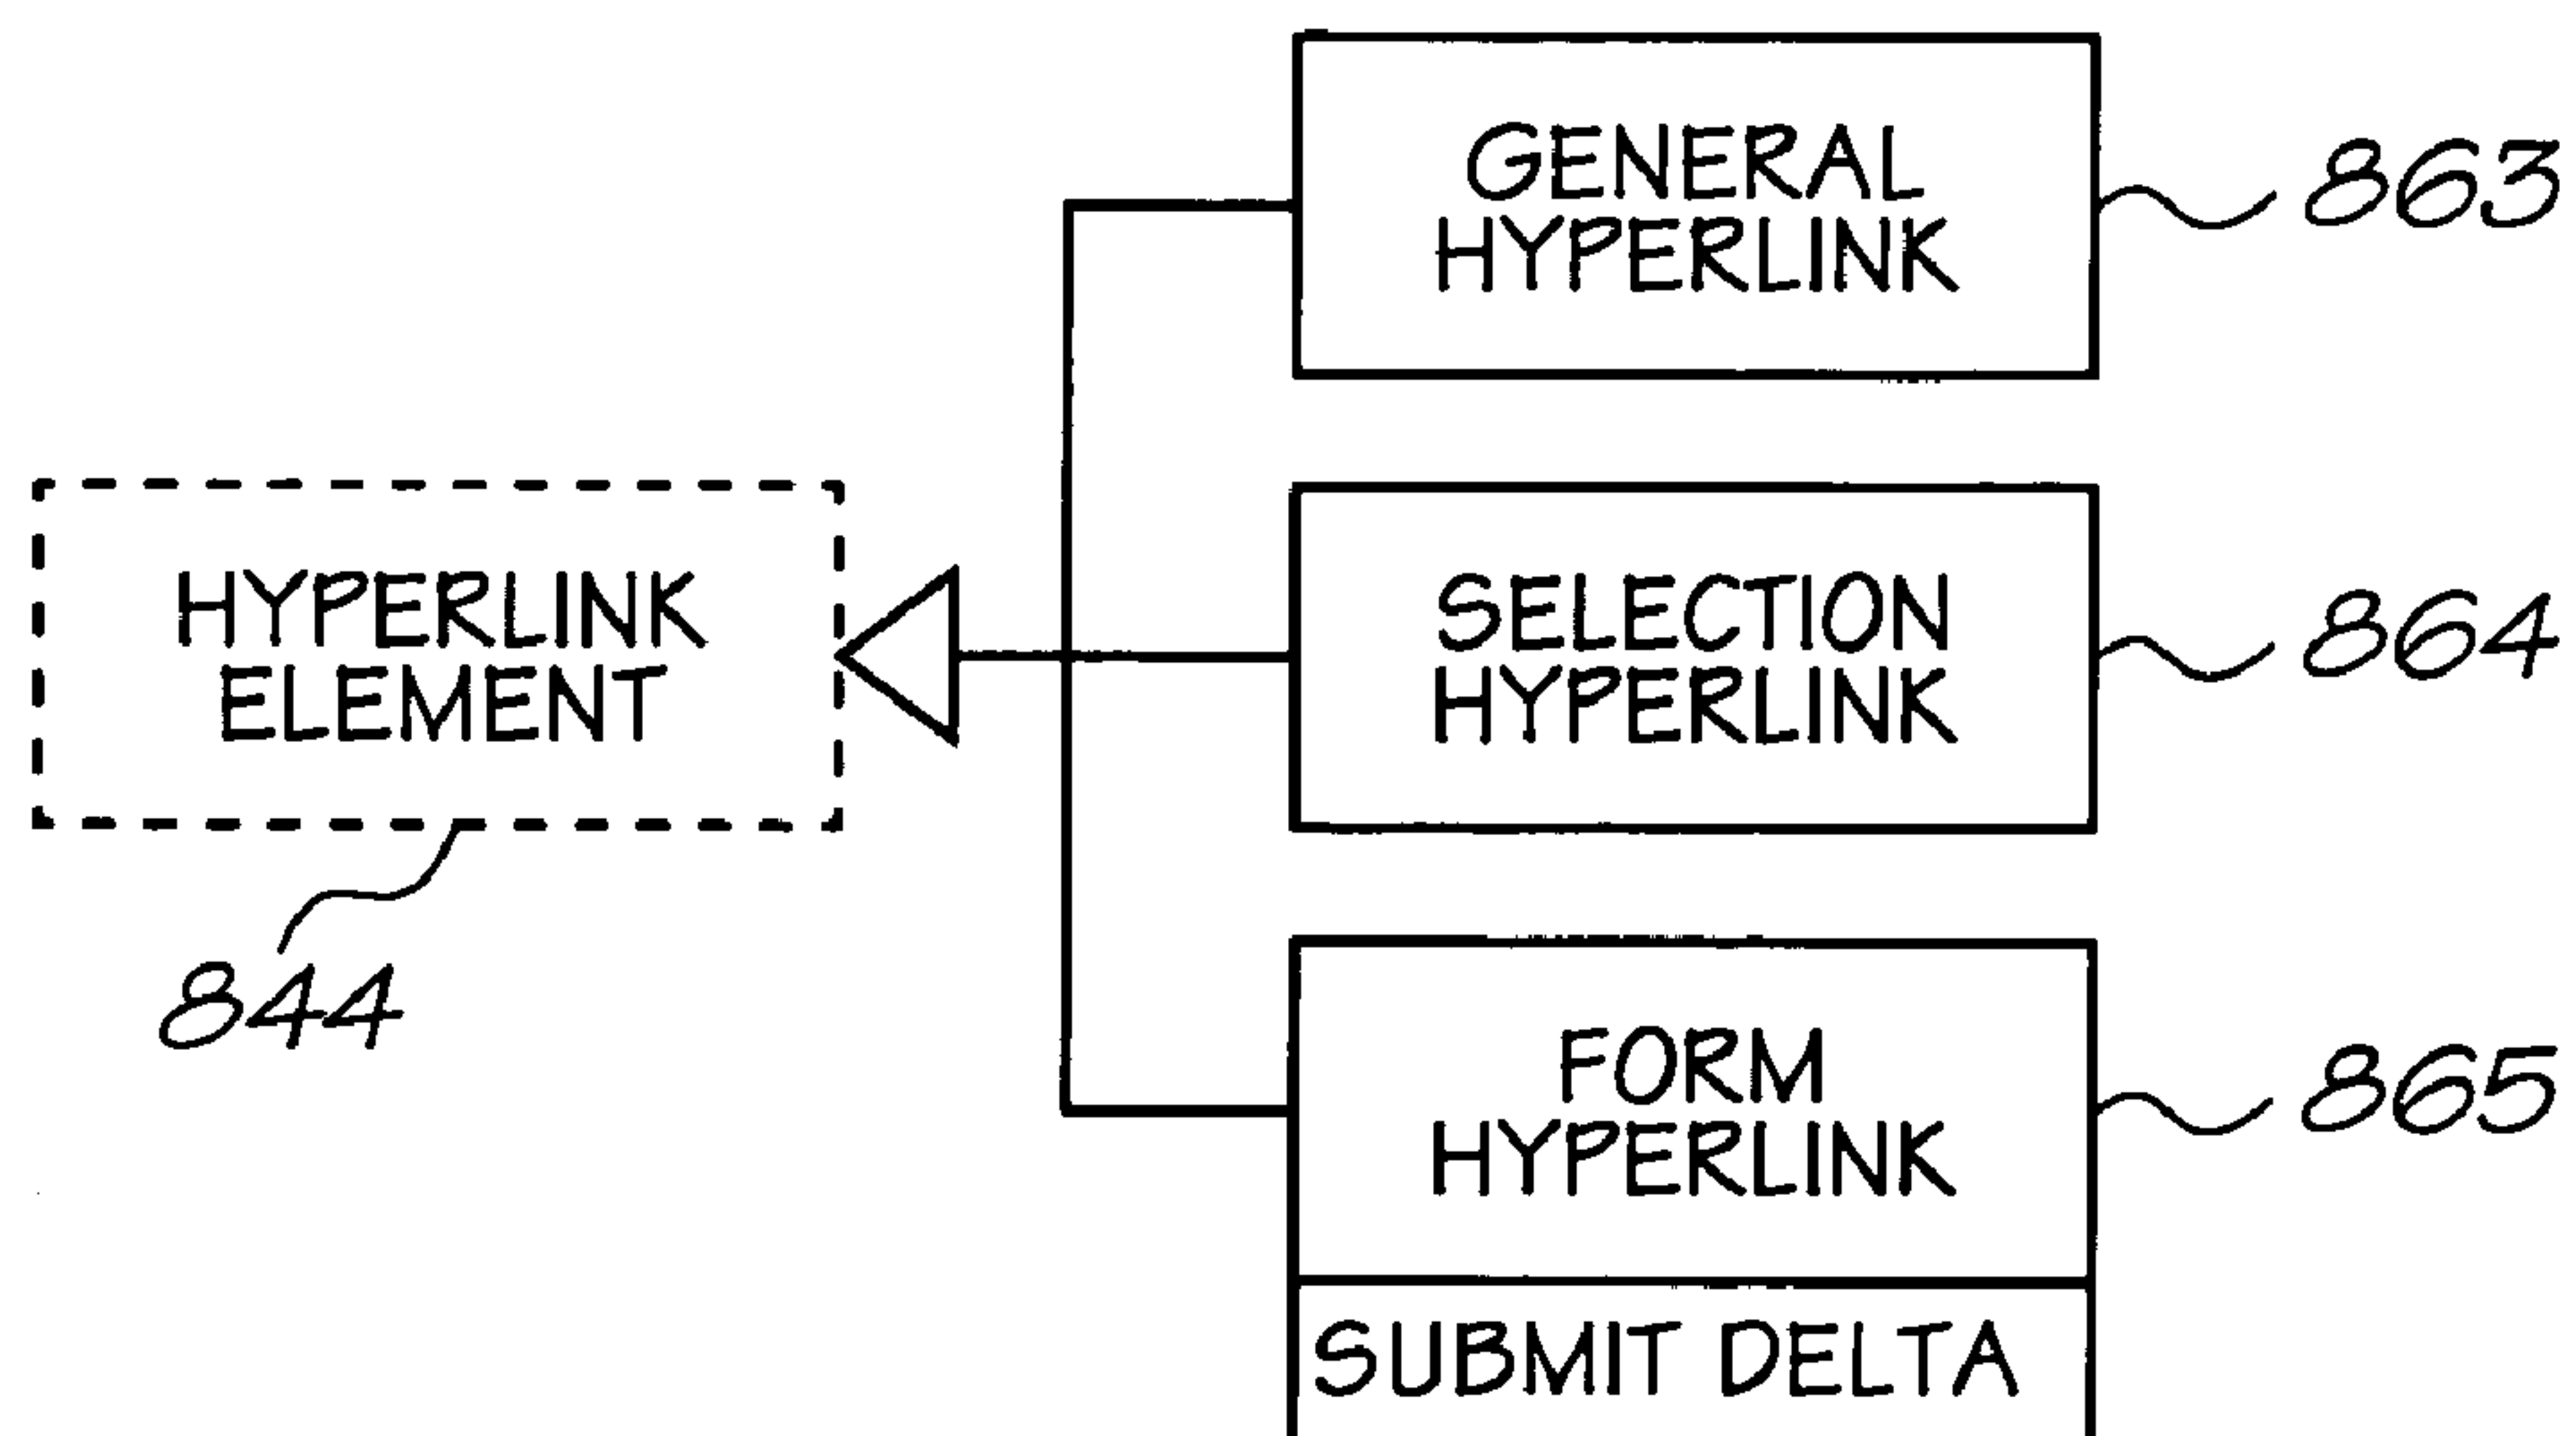 GENERAL
HYPERLINK
863
HYPERLINK
ELEMENT
844
SELECTION
HYPERLINK
864
FORM
HYPERLINK
865
SUBMIT DELTA